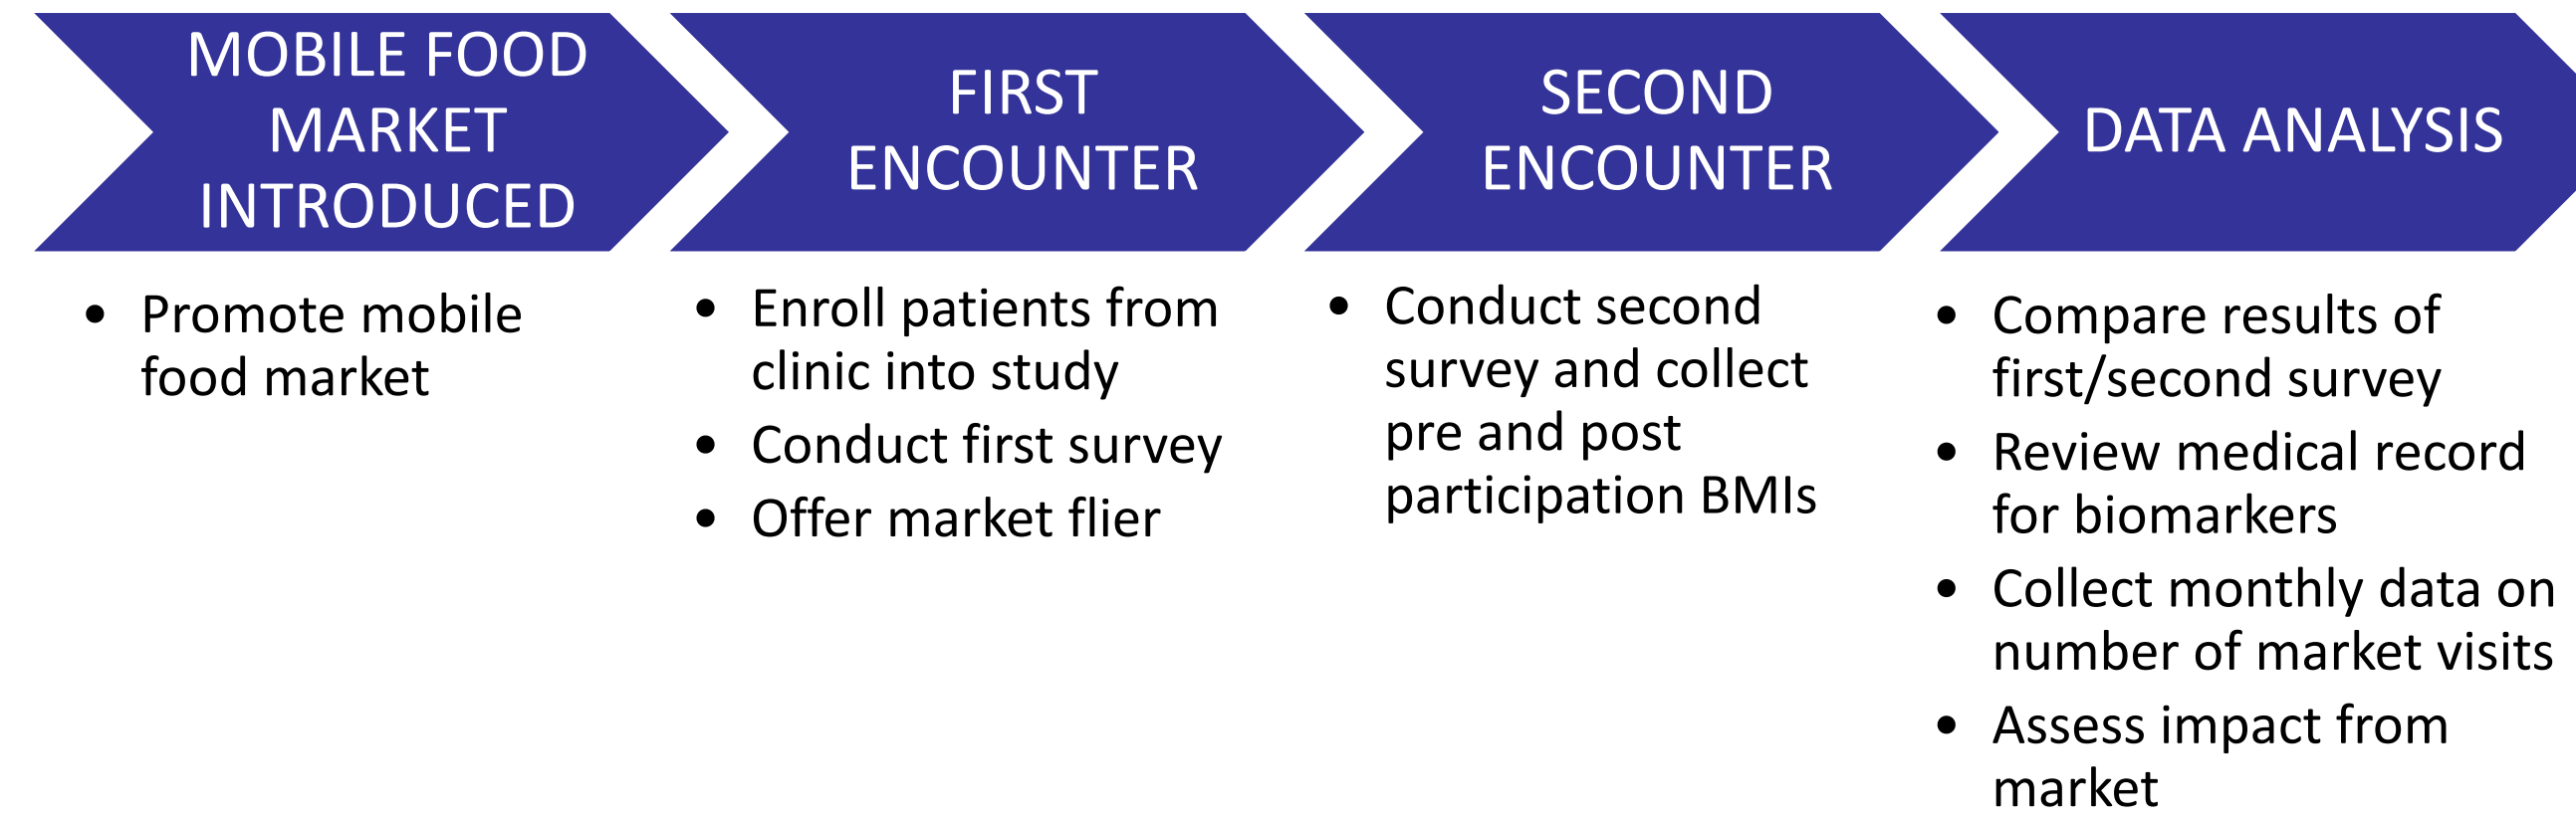 MOBILE FOOD
MARKET
INTRODUCED
• Promote mobile
food market
FIRST
ENCOUNTER
• Enroll patients from
clinic into study
• Conduct first survey
• Offer market flier
SECOND
ENCOUNTER
• Conduct second
survey and collect
pre and post
participation BMIs
DATA ANALYSIS
• Compare results of
first/second survey
• Review medical record
for biomarkers
• Collect monthly data on
number of market visits
• Assess impact from
market